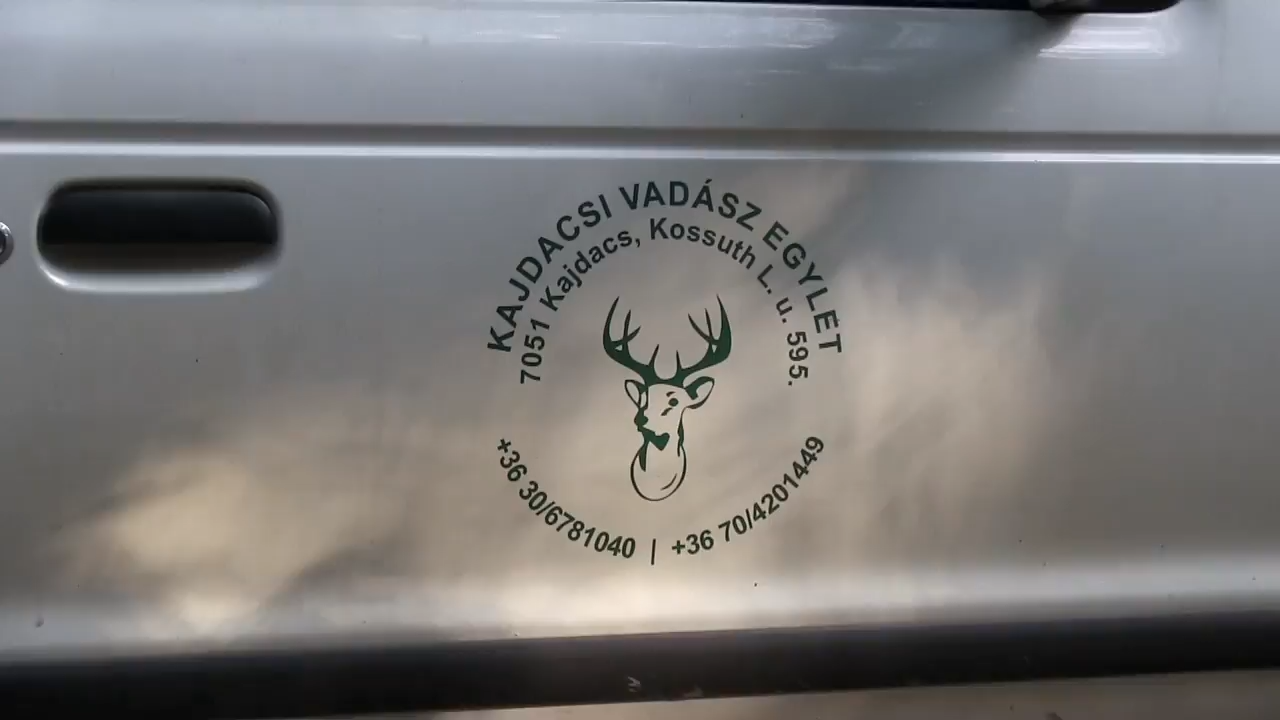 KAJDACSI VADÁSZ EGYLET
7051 Kajdacs, Kossuth L. u. 595.
+36 30/6781040 | +36 70/4201449